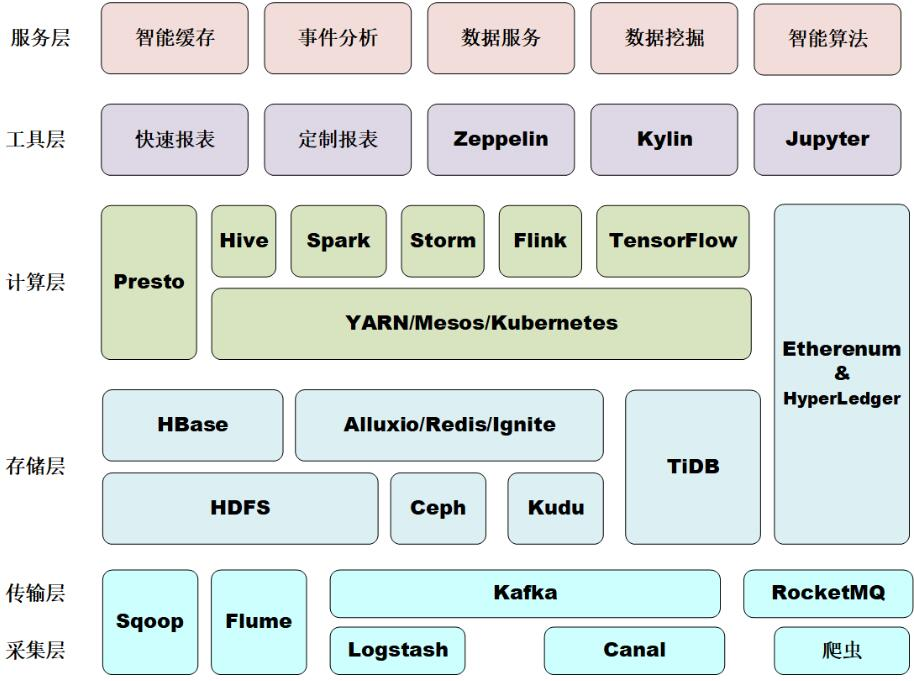 服务层
智能缓存
事件分析
数据服务
数据挖掘
智能算法
工具层
快速报表
定制报表
Zeppelin
Kylin
Jupyter
计算层
Presto
Hive
Spark
Storm
Flink
TensorFlow
YARN/Mesos/Kubernetes
Etherenum
&
HyperLedger
存储层
HBase
Alluxio/Redis/Ignite
TiDB
HDFS
Ceph
Kudu
传输层
Sqoop
Flume
Kafka
RocketMQ
采集层
Logstash
Canal
爬虫